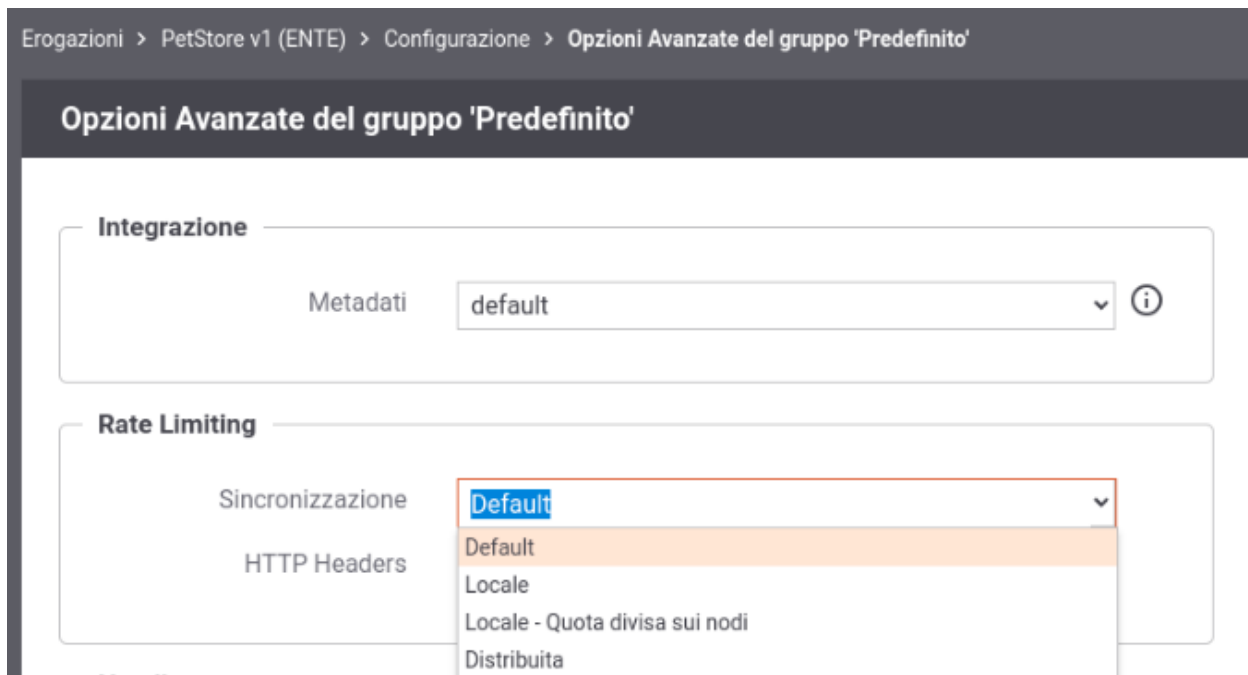 Erogazioni > PetStore v1 (ENTE) > Configurazione > Opzioni Avanzate del gruppo 'Predefinito'
Opzioni Avanzate del gruppo 'Predefinito'
Integrazione
Metadati default
Rate Limiting
Sincronizzazione Default
Default
HTTP Headers
Locale
Locale - Quota divisa sui nodi
Distribuita